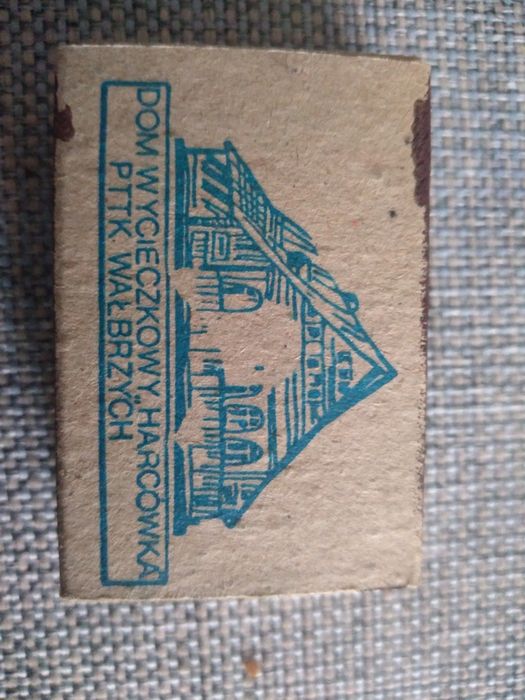 DOM WYCIECZKOWY "HARCÓWKA
PTTK WAŁBRZYCH